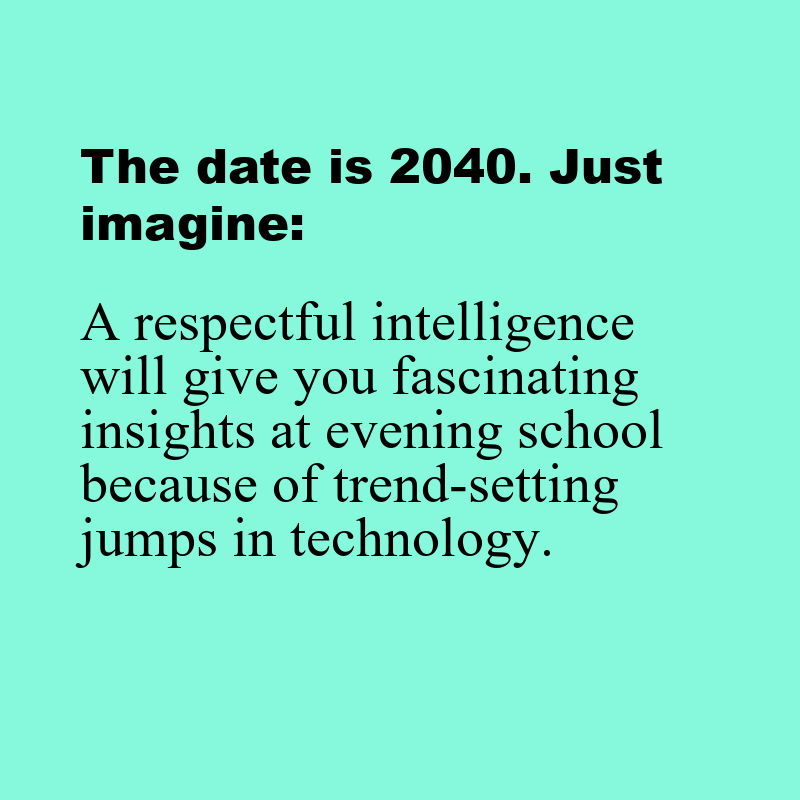 The date is 2040. Just
imagine:
A respectful intelligence
will give you fascinating
insights at evening school
because of trend-setting
jumps in technology.